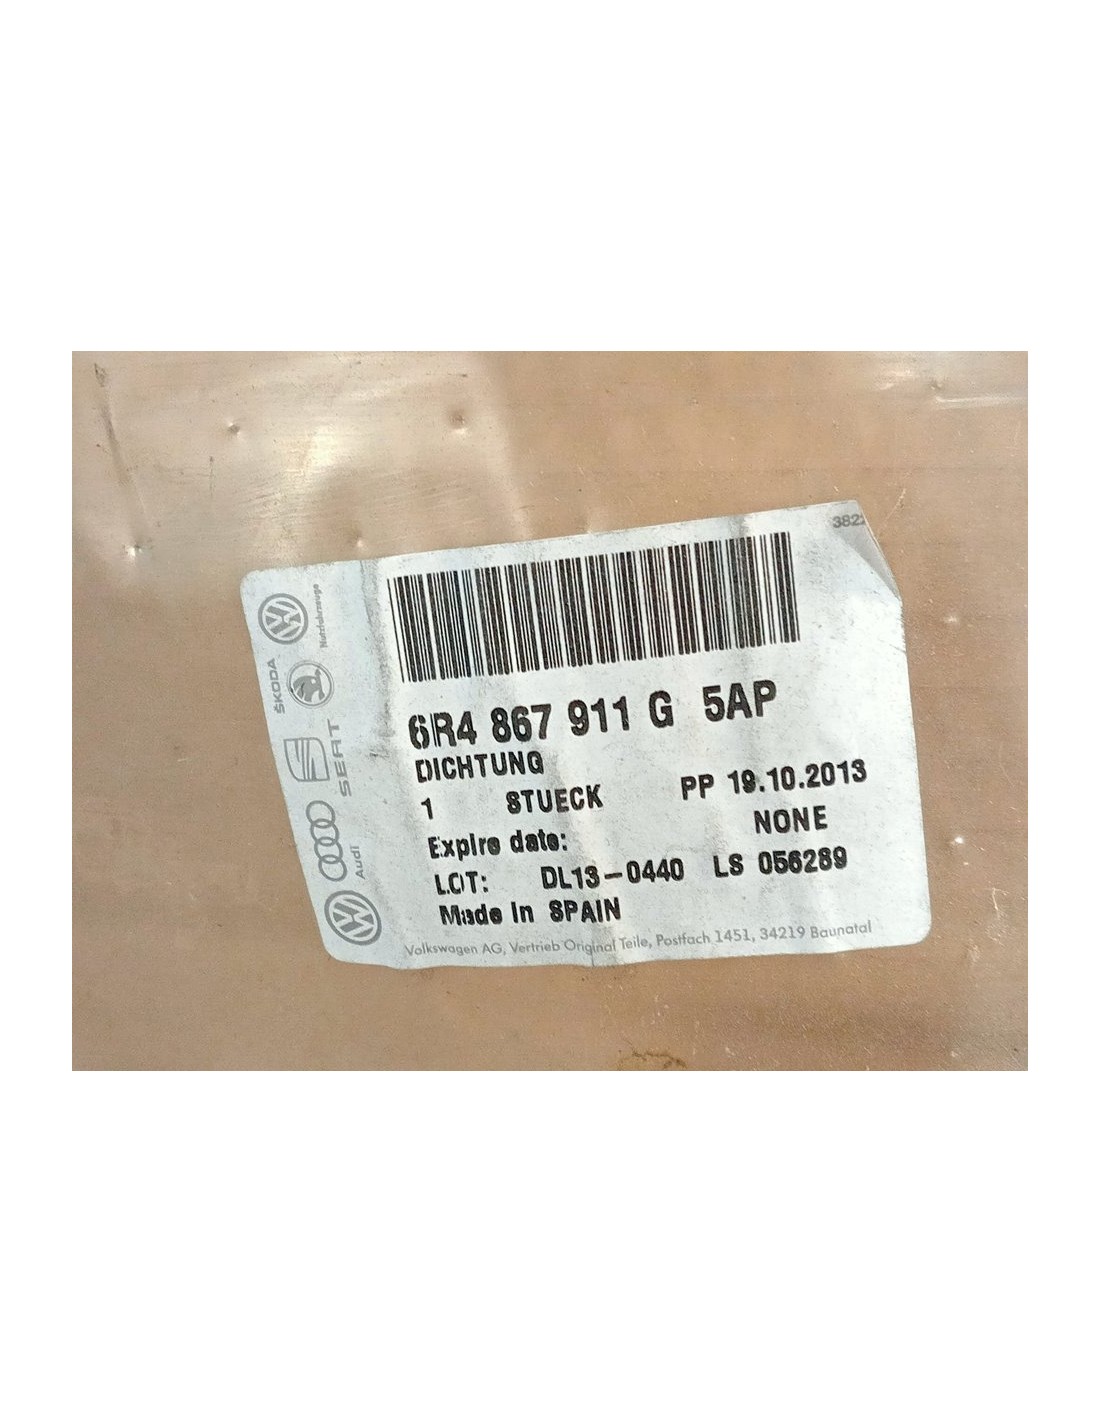 Nutzfahrzeuge
ŠKODA
SEAT
Audi
6R4 867 911 G 5AP
DICHTUNG
1 STUECK PP 19.10.2013
Expire date: NONE
LOT: DL13-0440 LS 056289
Made in SPAIN
Volkswagen AG, Vertrieb Original Teile, Postfach 1451, 34219 Baunatal